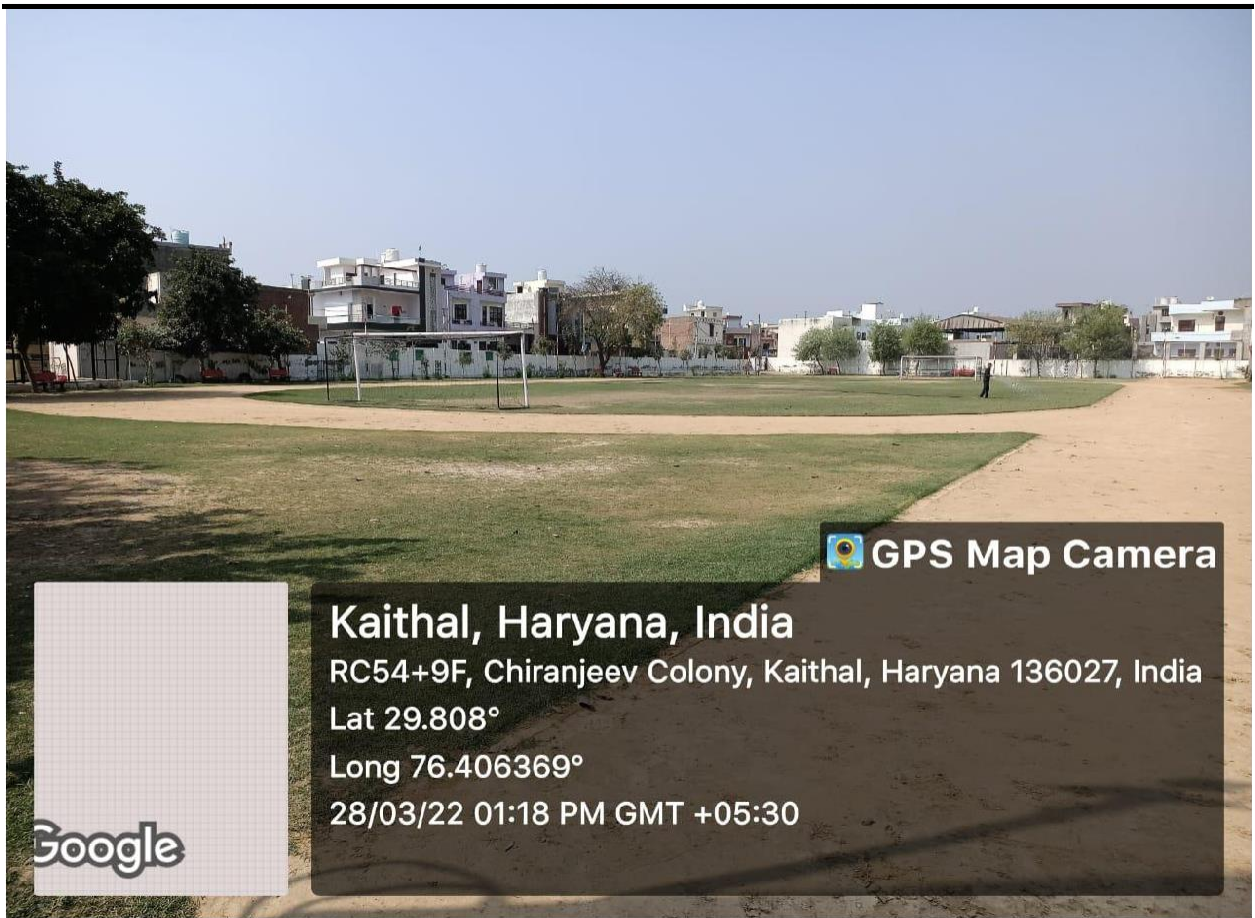 GPS Map Camera
Kaithal, Haryana, India
RC54+9F, Chiranjeev Colony, Kaithal, Haryana 136027, India
Lat 29.808°
Long 76.406369°
28/03/22 01:18 PM GMT +05:30
Google